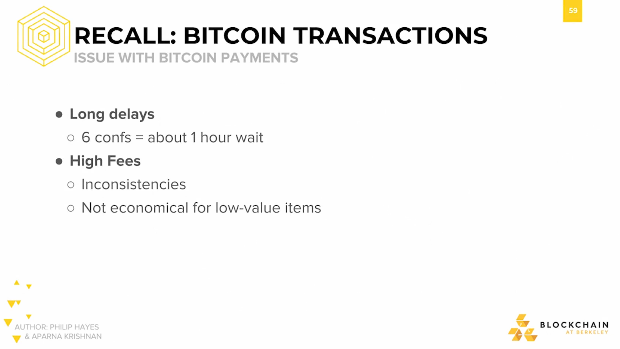 59
RECALL: BITCOIN TRANSACTIONS
ISSUE WITH BITCOIN PAYMENTS
● Long delays
○ 6 confs = about 1 hour wait
● High Fees
○ Inconsistencies
○ Not economical for low-value items
AUTHOR: PHILIP HAYES
& APARNA KRISHNAN
BLOCKCHAIN
AT BERKELEY